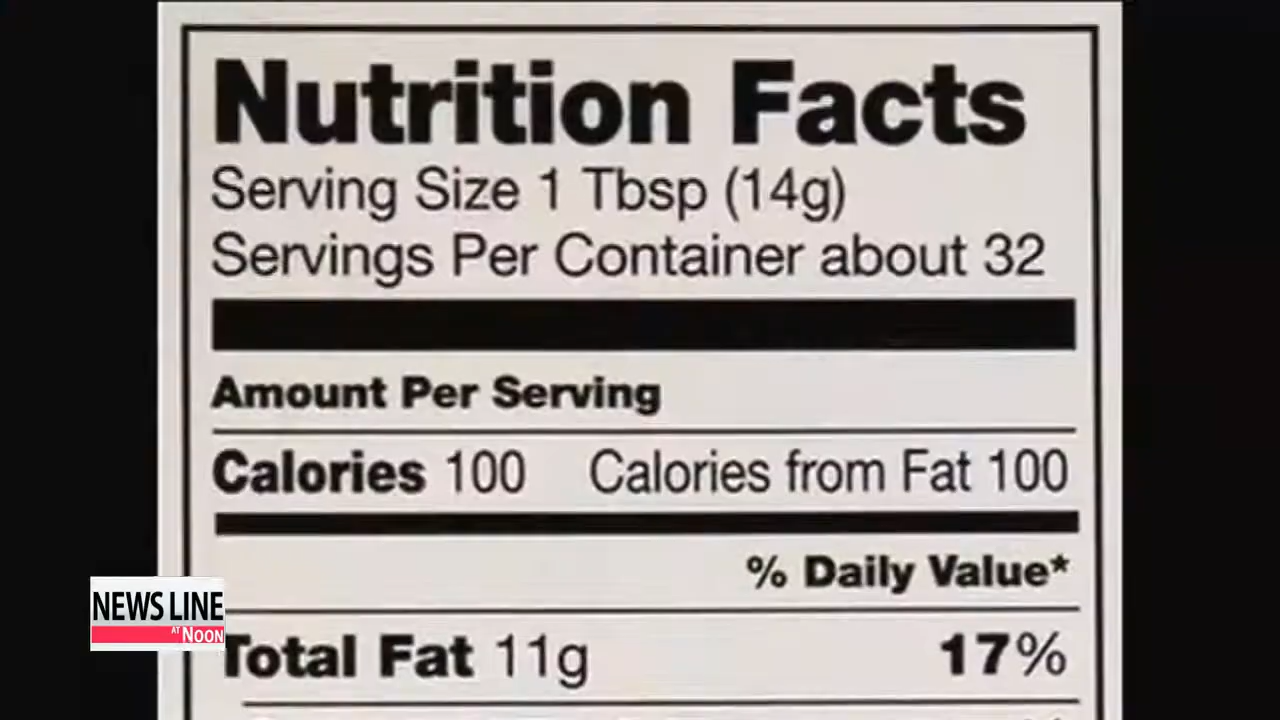 Nutrition Facts
Serving Size 1 Tbsp (14g)
Servings Per Container about 32
Amount Per Serving
Calories 100 Calories from Fat 100
% Daily Value*
Total Fat 11g 17%
NEWS LINE
AT NOON